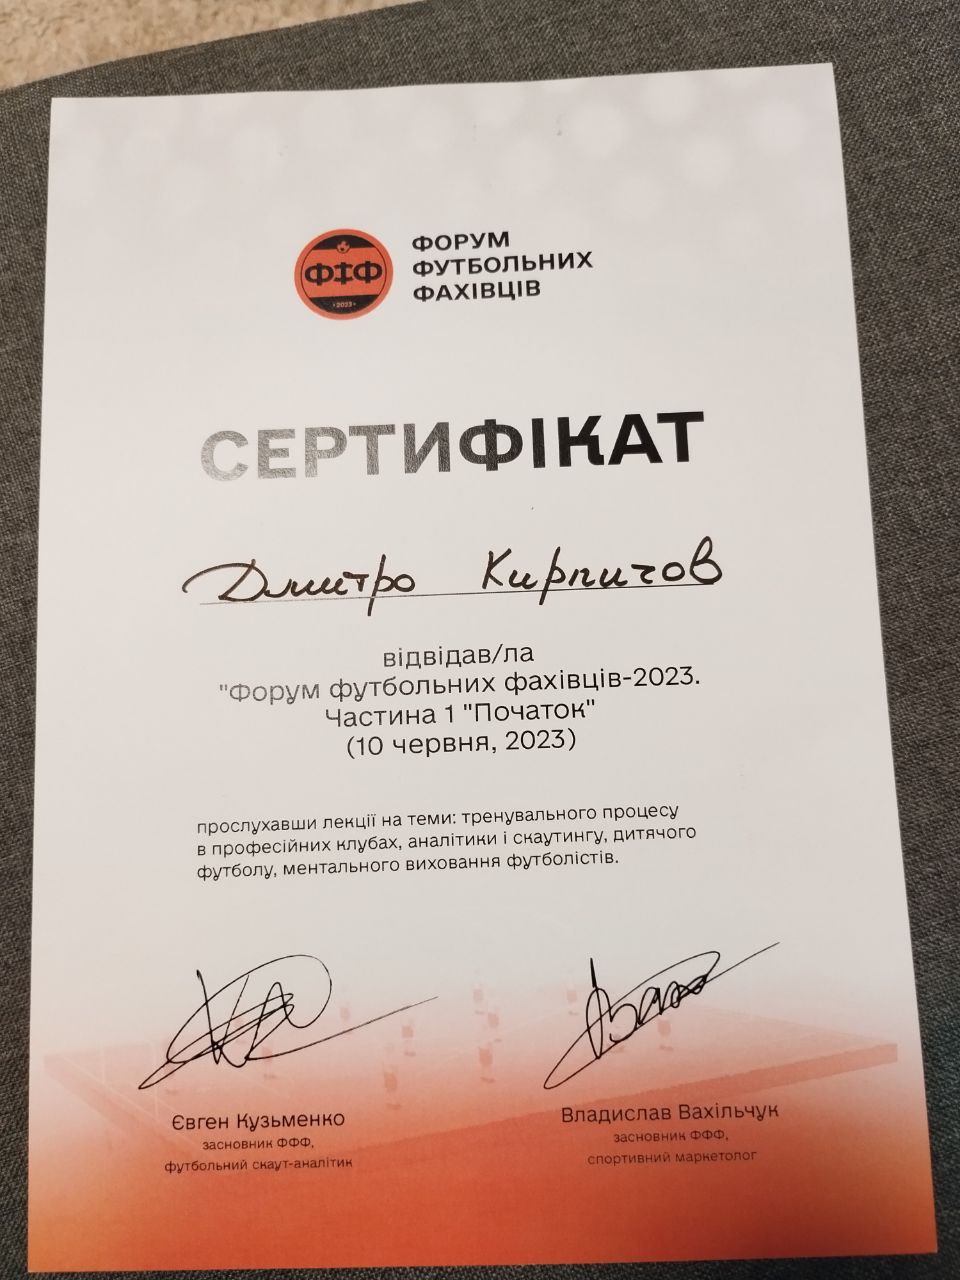 ФФФ
2023
ФОРУМ
ФУТБОЛЬНИХ
ФАХІВЦІВ
СЕРТИФІКАТ
Дмитро Кирпичов
відвідав/ла
"Форум футбольних фахівців-2023.
Частина 1 "Початок"
(10 червня, 2023)
прослухавши лекції на теми: тренувального процесу
в професійних клубах, аналітики і скаутингу, дитячого
футболу, ментального виховання футболістів.
Євген Кузьменко
засновник ФФФ,
футбольний скаут-аналітик
Владислав Вахільчук
засновник ФФФ,
спортивний маркетолог